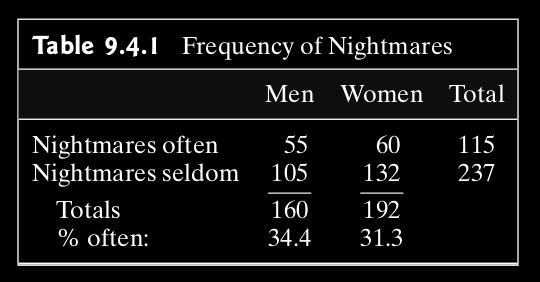 Table 9.4.1 Frequency of Nightmares
Men Women Total
Nightmares often 55 60 115
Nightmares seldom 105 132 237
Totals 160 192
% often: 34.4 31.3